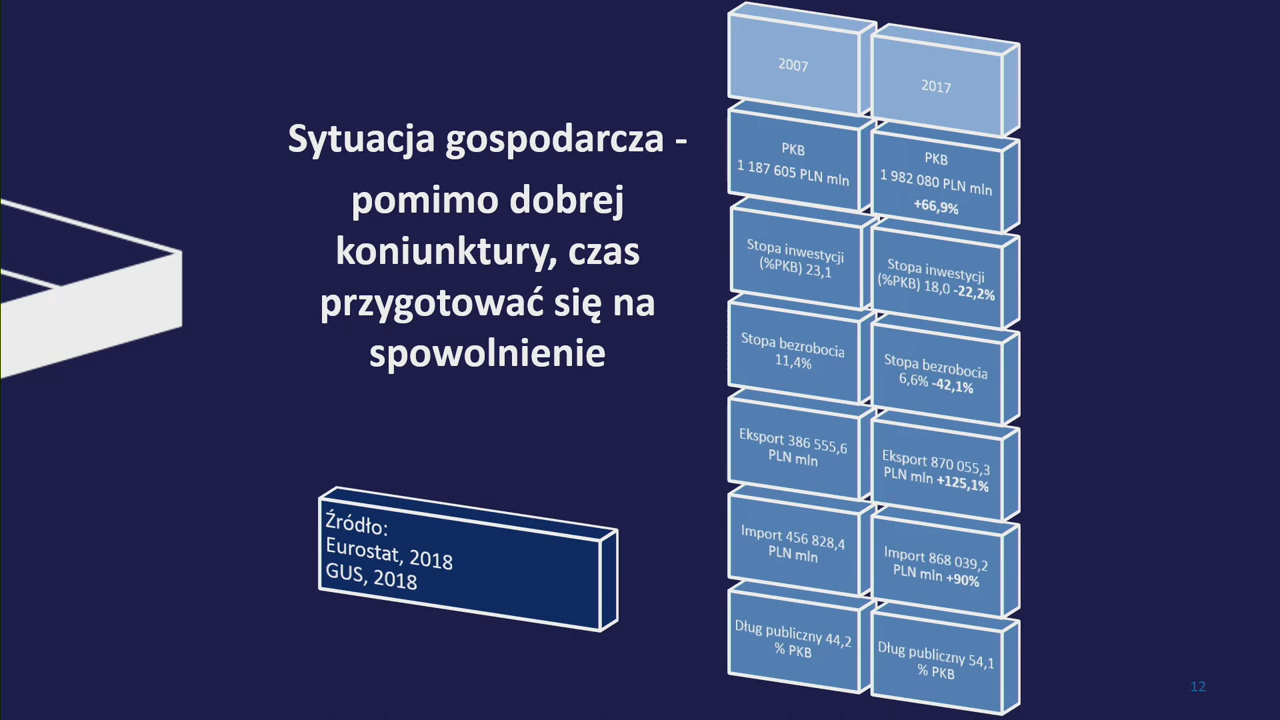 Sytuacja gospodarcza -
pomimo dobrej
koniunktury, czas
przygotować się na
spowolnienie
Źródło:
Eurostat, 2018
GUS, 2018
2007
2017
PKB
1 187 605 PLN mln
PKB
1 982 080 PLN mln
+66,9%
Stopa inwestycji
(%PKB) 23,1
Stopa inwestycji
(%PKB) 18,0 -22,2%
Stopa bezrobocia
11,4%
Stopa bezrobocia
6,6% -42,1%
Eksport 386 555,6
PLN mln
Eksport 870 055,3
PLN mln +125,1%
Import 456 828,4
PLN mln
Import 868 039,2
PLN mln +90%
Dług publiczny 44,2
% PKB
Dług publiczny 54,1
% PKB
12